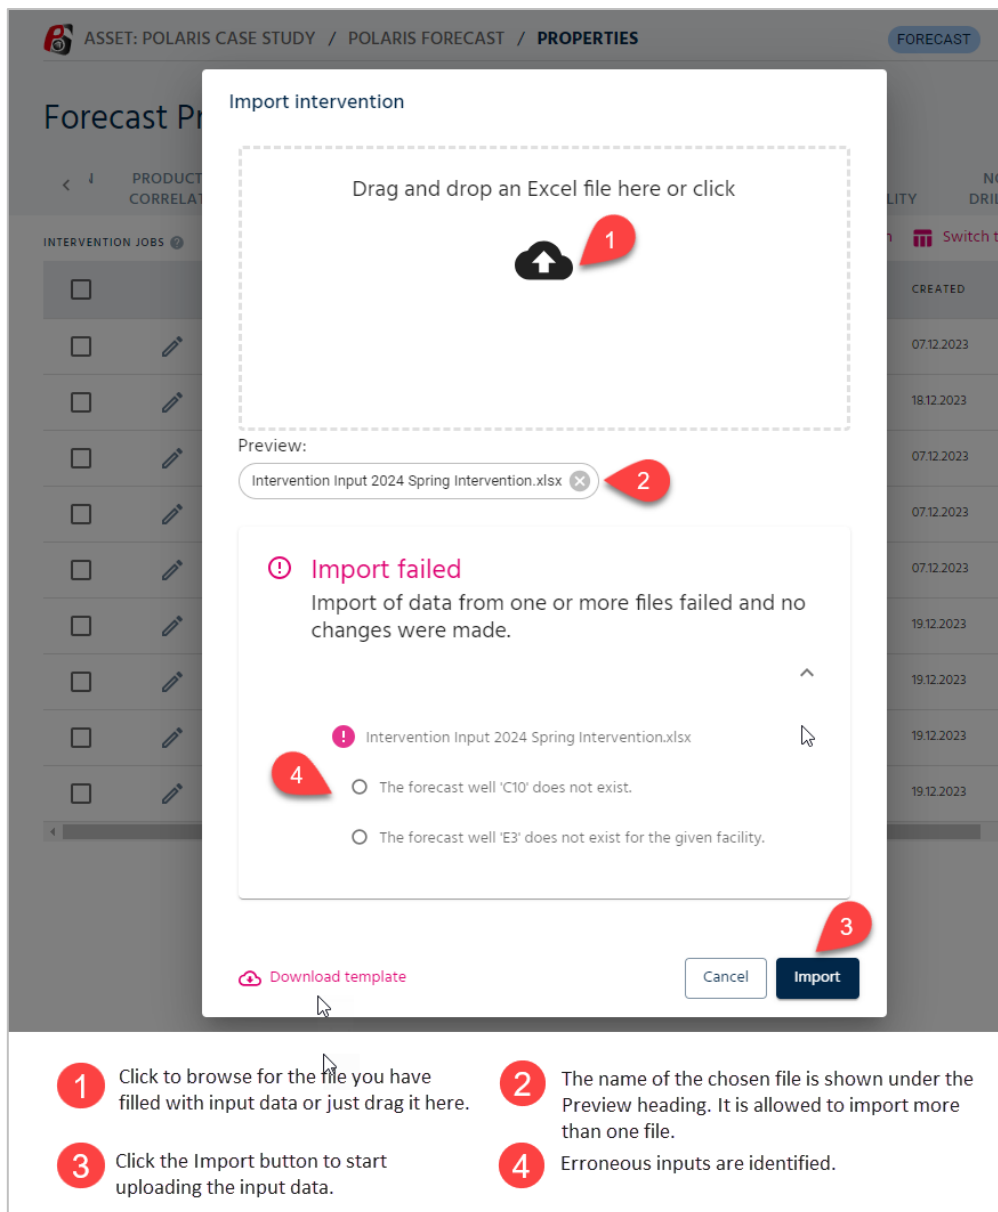 ASSET: POLARIS CASE STUDY / POLARIS FORECAST / PROPERTIES
FORECAST
Forecast Pr
Import intervention
PRODUCT
CORRELAT
LITY
DRIL
INTERVENTION JOBS
Switch t
CREATED
Drag and drop an Excel file here or click
1
07.12.2023
18.12.2023
07.12.2023
07.12.2023
07.12.2023
19.12.2023
19.12.2023
19.12.2023
19.12.2023
Preview:
Intervention Input 2024 Spring Intervention.xlsx
2
Import failed
Import of data from one or more files failed and no
changes were made.
Intervention Input 2024 Spring Intervention.xlsx
4
The forecast well 'C10' does not exist.
The forecast well 'E3' does not exist for the given facility.
3
Download template
Cancel
Import
1
Click to browse for the file you have
filled with input data or just drag it here.
2
The name of the chosen file is shown under the
Preview heading. It is allowed to import more
than one file.
3
Click the Import button to start
uploading the input data.
4
Erroneous inputs are identified.